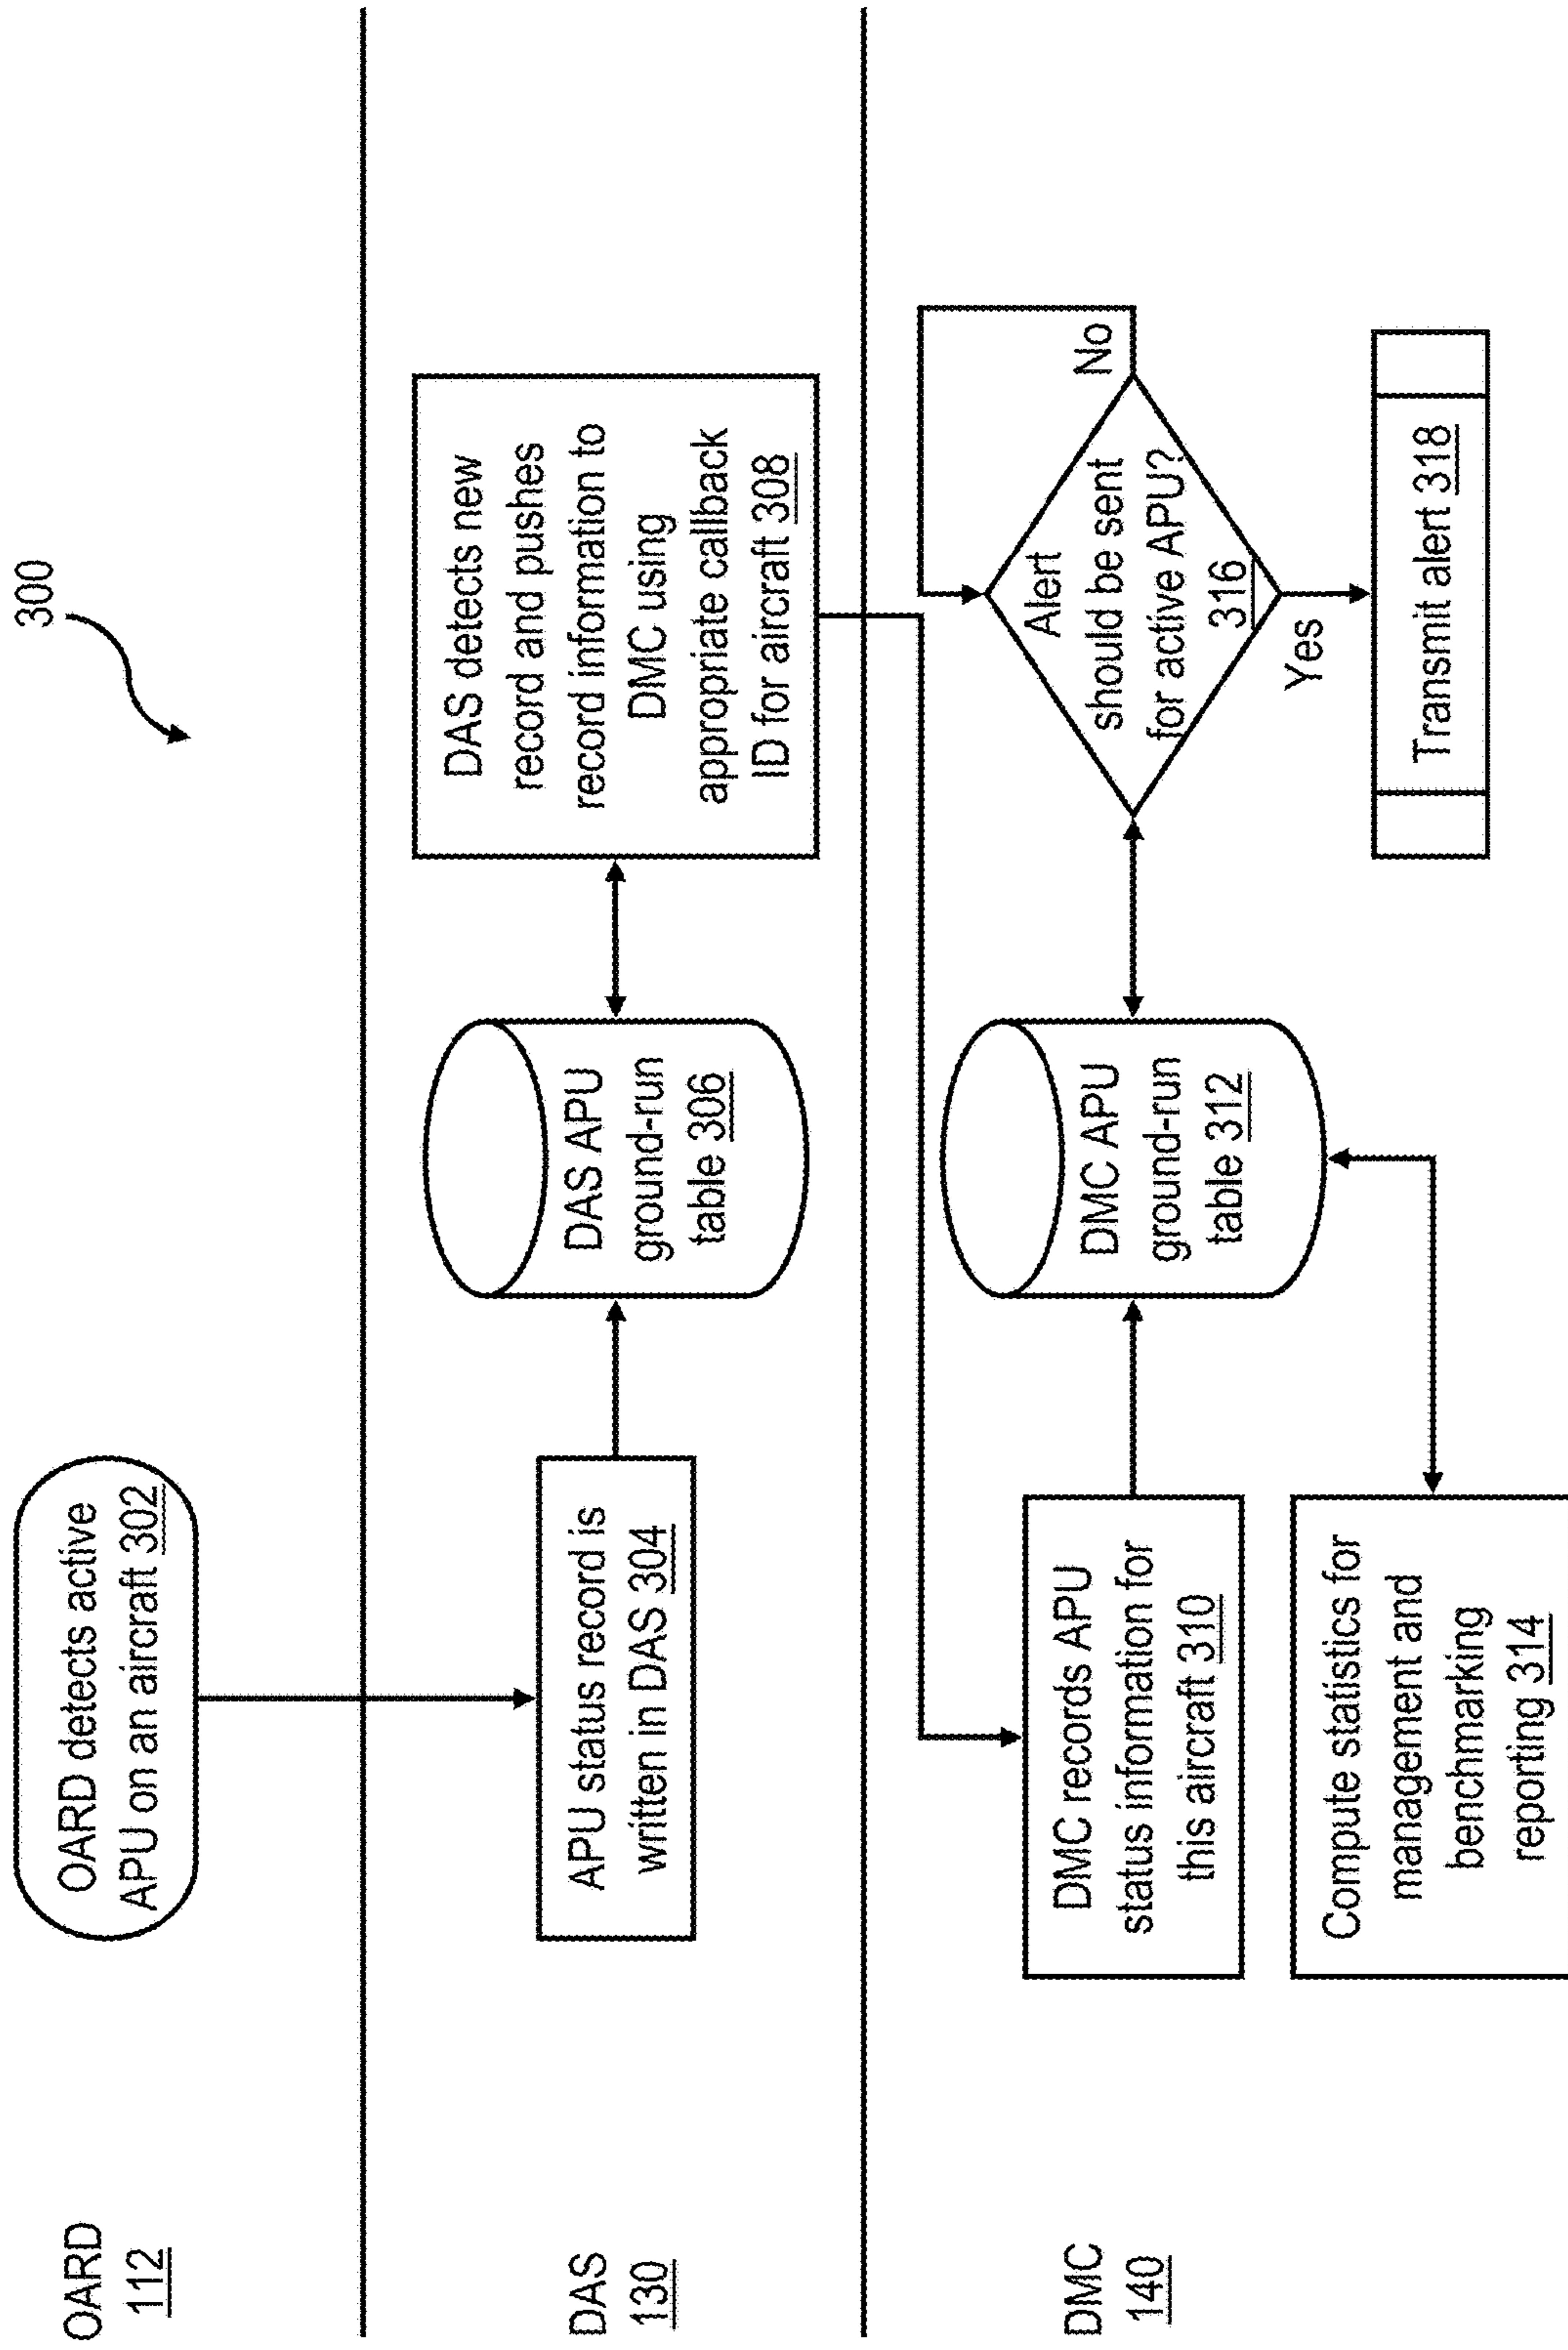 300
OARD
112
OARD detects active
APU on an aircraft 302
DAS
130
APU status record is
written in DAS 304
DAS APU
ground-run
table 306
DAS detects new
record and pushes
record information to
DMC using
appropriate callback
ID for aircraft 308
DMC
140
DMC records APU
status information for
this aircraft 310
DMC APU
ground-run
table 312
Alert
should be sent
for active APU?
316
No
Yes
Compute statistics for
management and
benchmarking
reporting 314
Transmit alert 318